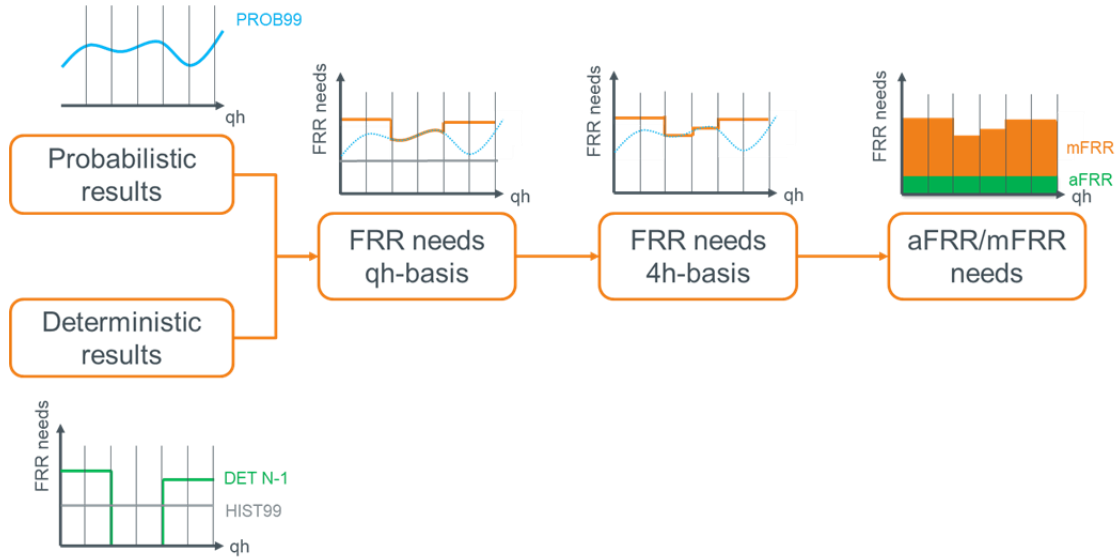 PROB99
qh
Probabilistic
results
Deterministic
results
FRR needs
DET N-1
HIST99
qh
FRR needs
qh
FRR needs
qh-basis
FRR needs
qh
FRR needs
4h-basis
FRR needs
mFRR
aFRR
qh
aFRR/mFRR
needs